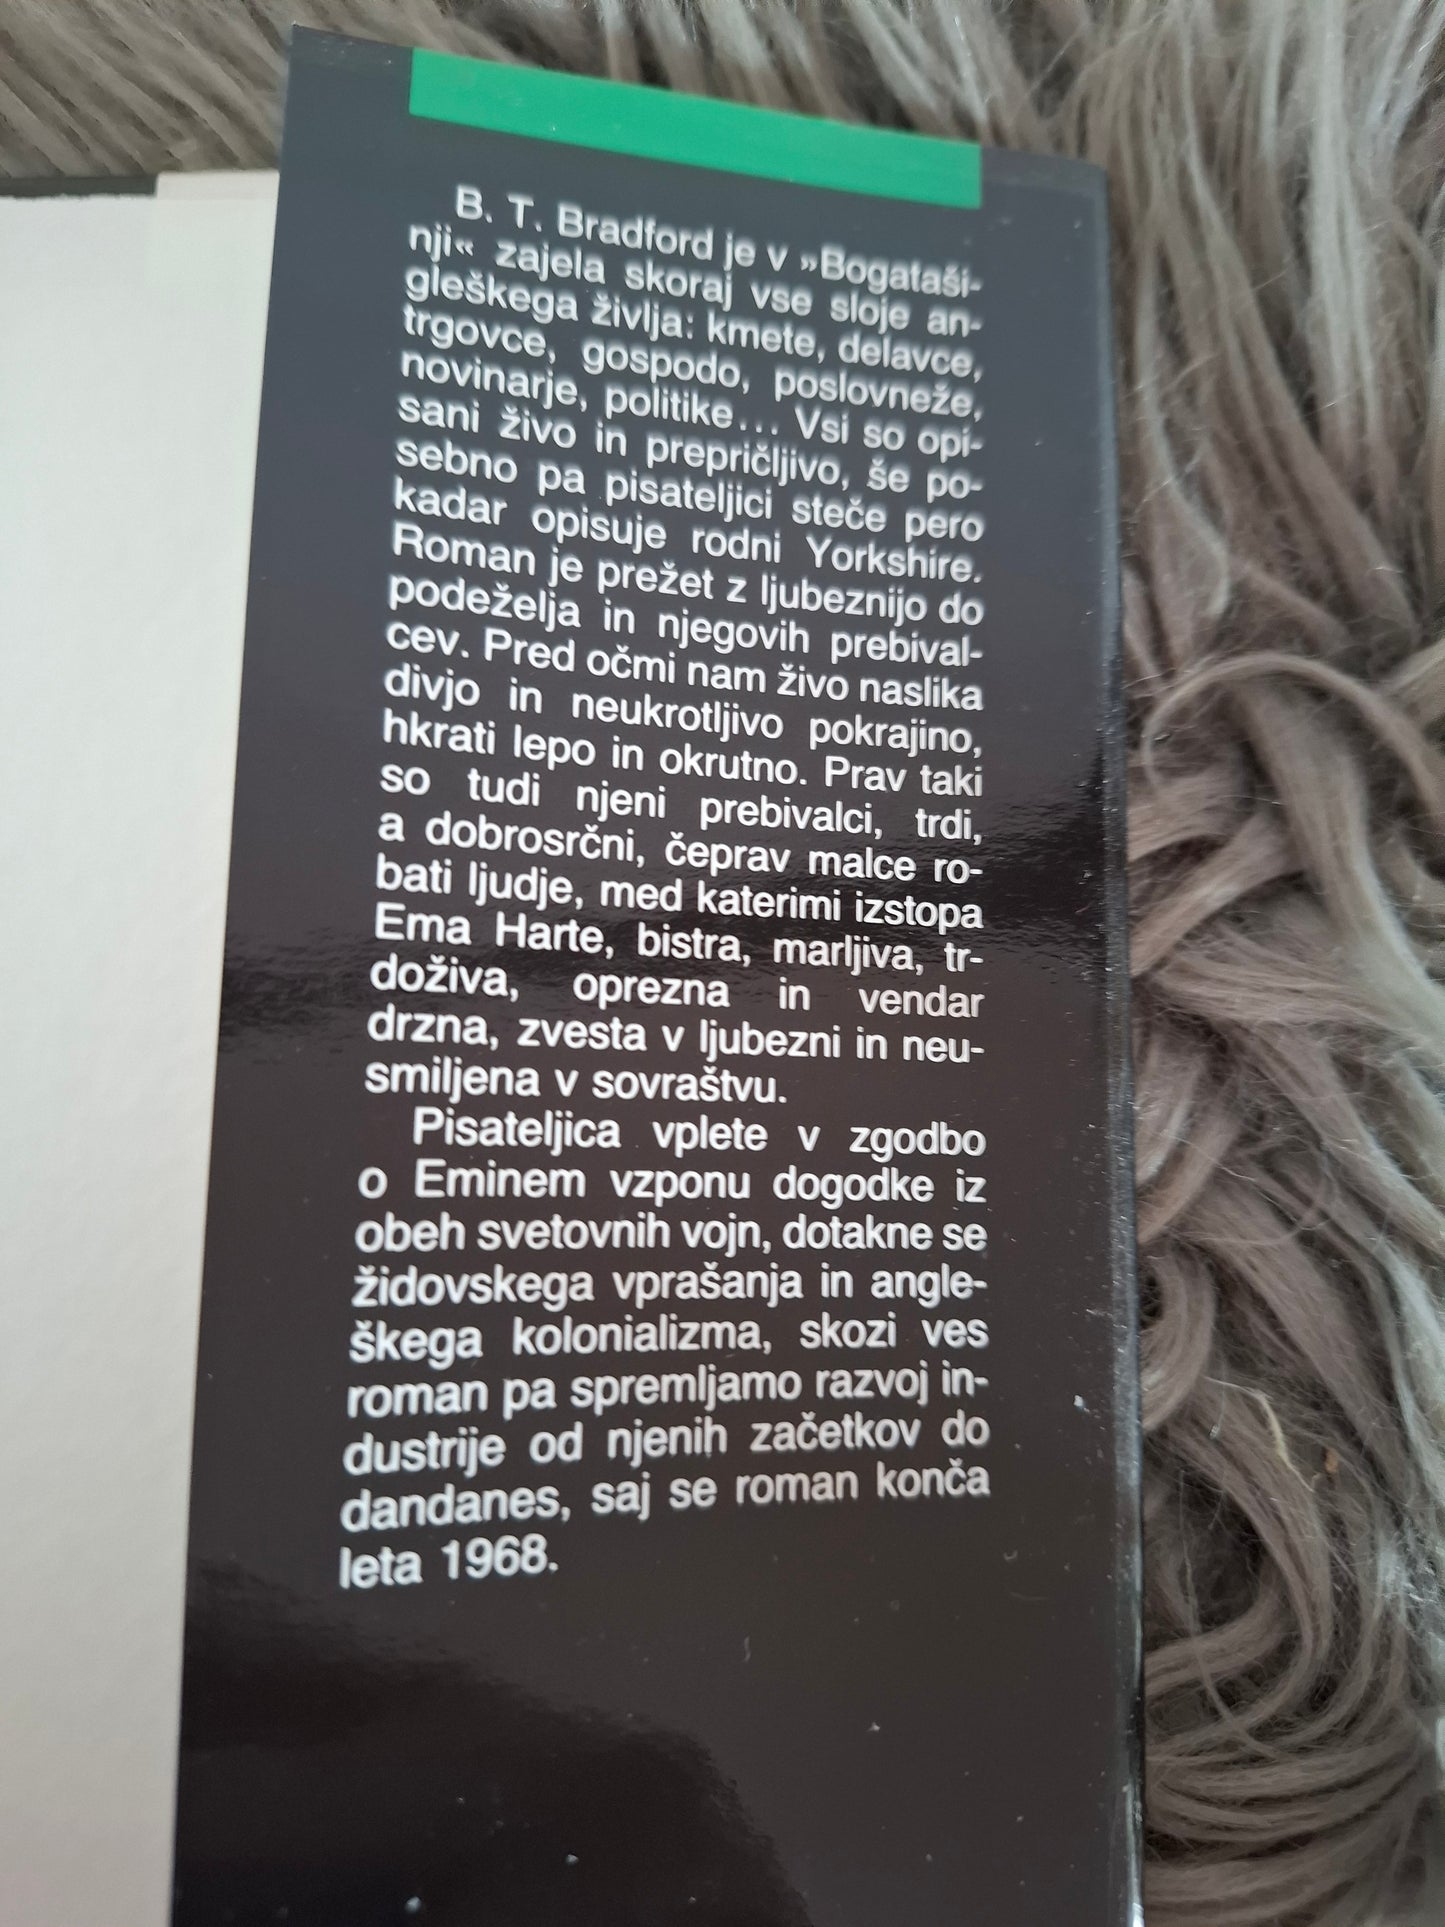 B. T. Bradford je v »Bogataši-
nji« zajela skoraj vse sloje an-
gleškega življa: kmete, delavce,
trgovce, gospodo, poslovneže,
novinarje, politike... Vsi so opi-
sani živo in prepričljivo, še po-
sebno pa pisateljici steče pero
kadar opisuje rodni Yorkshire.
Roman je prežet z ljubeznijo do
podeželja in njegovih prebival-
cev. Pred očmi nam živo naslika
divjo in neukrotljivo pokrajino,
hkrati lepo in okrutno. Prav taki
so tudi njeni prebivalci, trdi,
a dobrosrčni, čeprav malce ro-
bati ljudje, med katerimi izstopa
Ema Harte, bistra, marljiva, tr-
doživa, oprezna in vendar
drzna, zvesta v ljubezni in neu-
smiljena v sovraštvu.
Pisateljica vplete v zgodbo
o Eminem vzponu dogodke iz
obeh svetovnih vojn, dotakne se
židovskega vprašanja in angle-
škega kolonializma, skozi ves
roman pa spremljamo razvoj in-
dustrije od njenih začetkov do
dandanes, saj se roman konča
leta 1968.